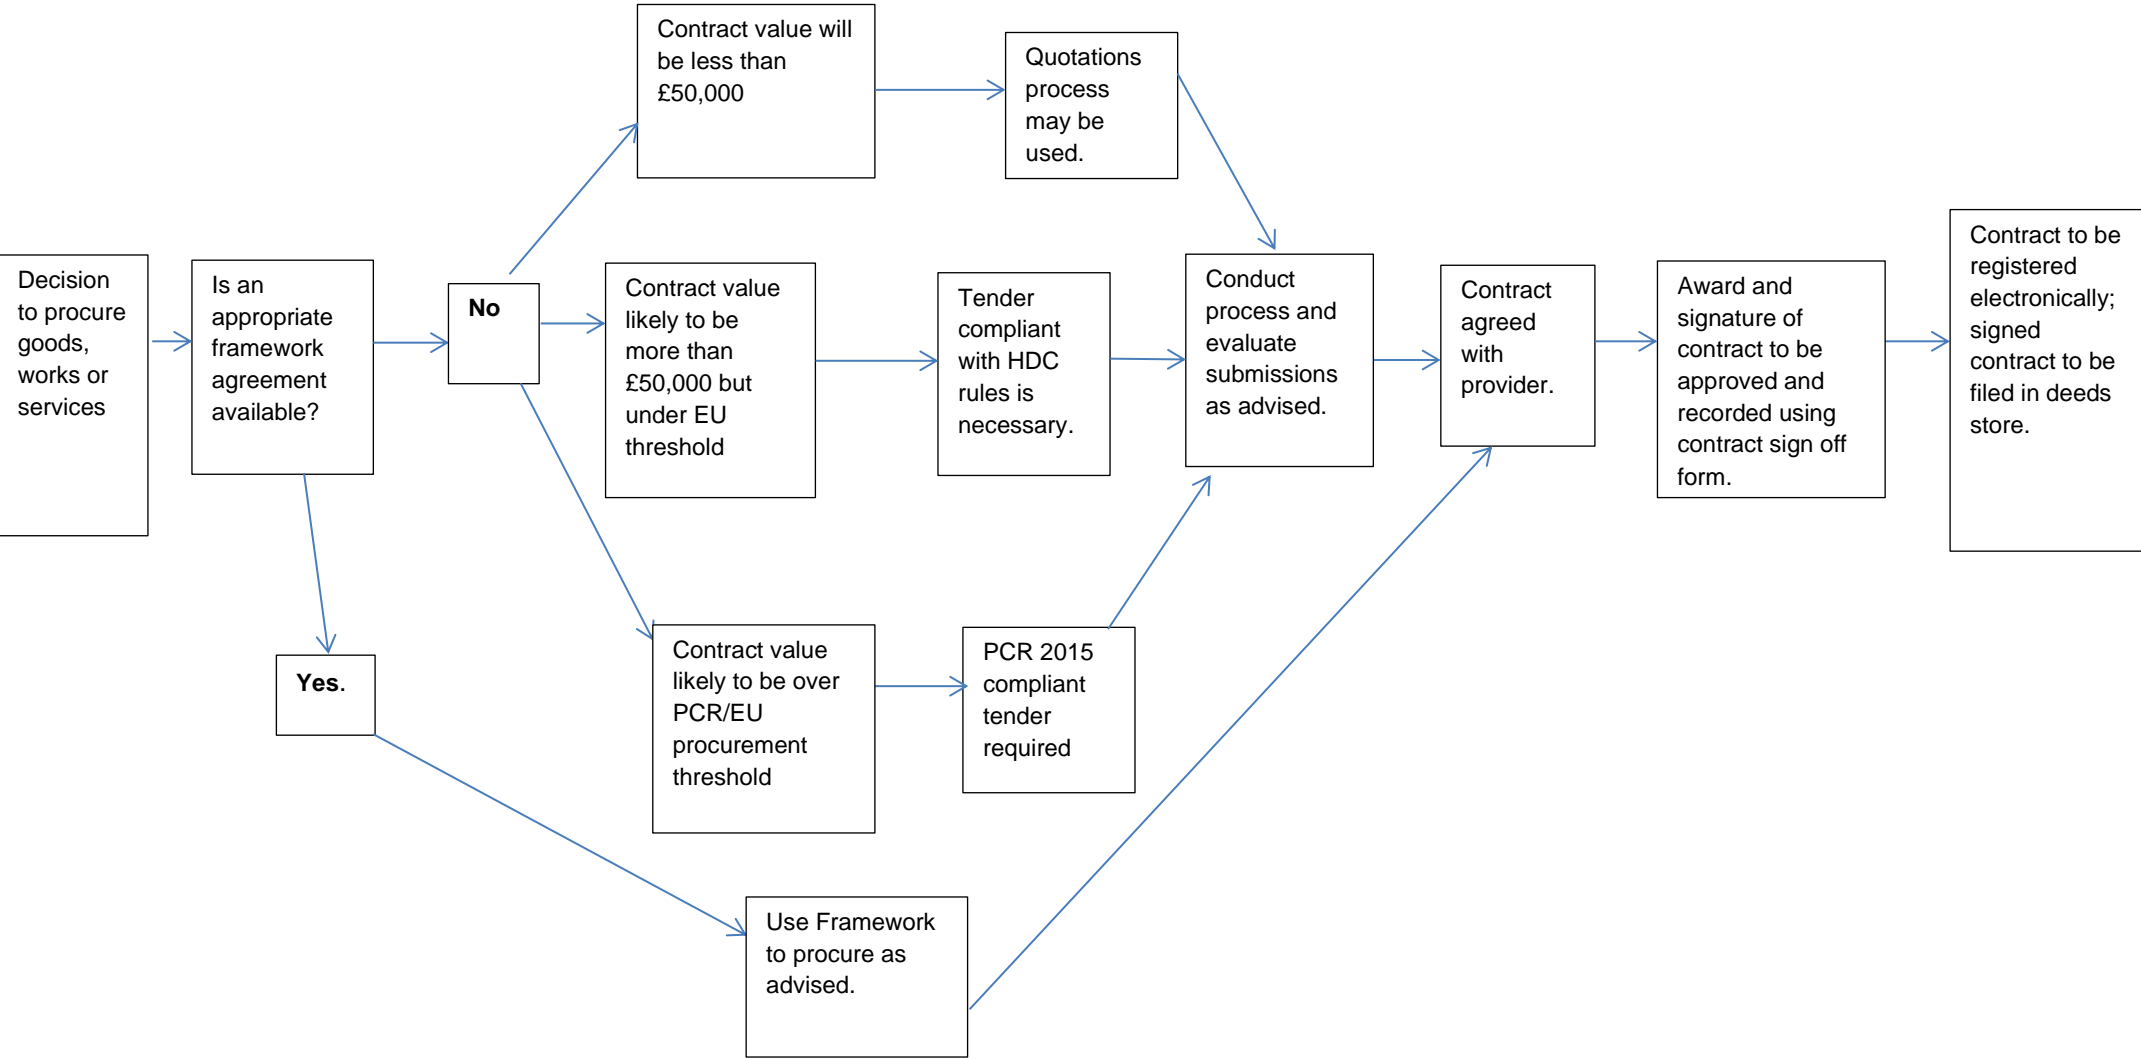 Decision
to procure
goods,
works or
services
Is an
appropriate
framework
agreement
available?
No
Yes.
Contract value will
be less than
£50,000
Quotations
process
may be
used.
Contract value
likely to be
more than
£50,000 but
under EU
threshold
Tender
compliant
with HDC
rules is
necessary.
Contract value
likely to be over
PCR/EU
procurement
threshold
PCR 2015
compliant
tender
required
Use Framework
to procure as
advised.
Conduct
process and
evaluate
submissions
as advised.
Contract
agreed
with
provider.
Award and
signature of
contract to be
approved and
recorded using
contract sign off
form.
Contract to be
registered
electronically;
signed
contract to be
filed in deeds
store.